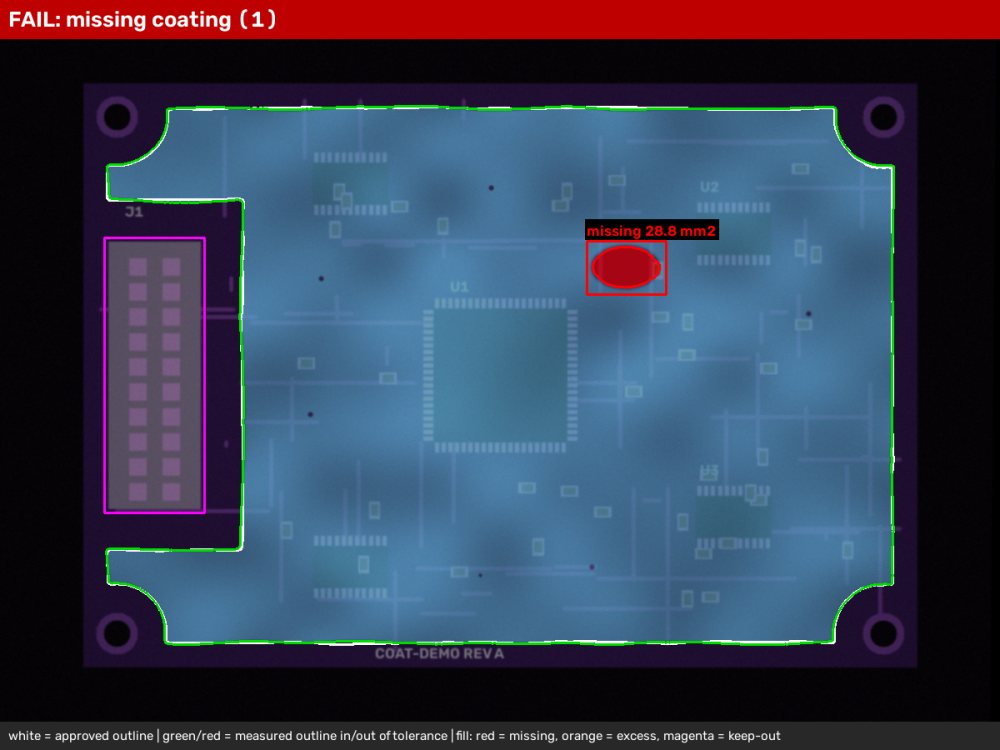 FAIL: missing coating (1)
U2
J1
missing 28.8 mm2
U1
U3
COAT-DEMO REV A
white = approved outline | green/red = measured outline in/out of tolerance | fill: red = missing, orange = excess, magenta = keep-out